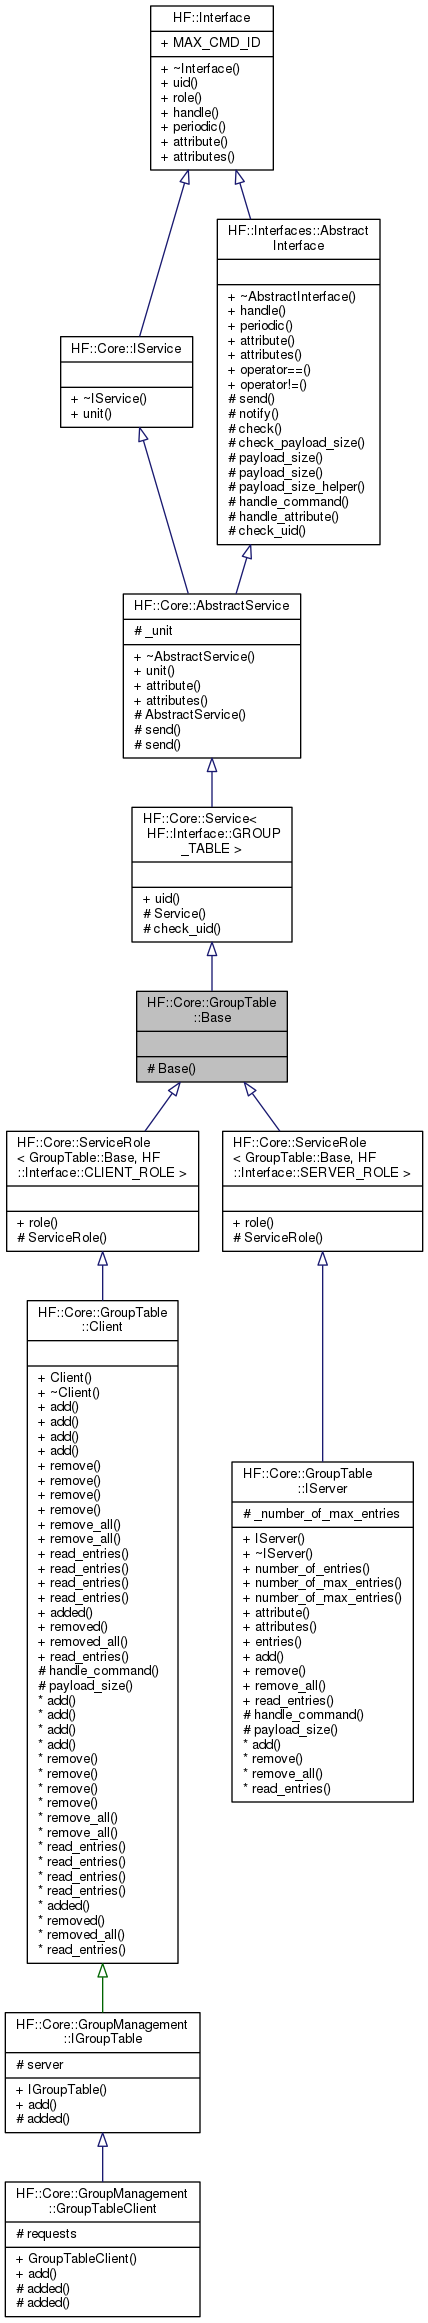 HF::Interface
+ MAX_CMD_ID
+ ~Interface()
+ uid()
+ role()
+ handle()
+ periodic()
+ attribute()
+ attributes()
HF::Interfaces::Abstract
Interface
+ ~AbstractInterface()
+ handle()
+ periodic()
+ attribute()
+ attributes()
+ operator==()
+ operator!=()
# send()
# notify()
# check()
# check_payload_size()
# payload_size()
# payload_size()
# payload_size_helper()
# handle_command()
# handle_attribute()
# check_uid()
HF::Core::IService
+ ~IService()
+ unit()
HF::Core::AbstractService
# _unit
+ ~AbstractService()
+ unit()
+ attribute()
+ attributes()
# AbstractService()
# send()
# send()
HF::Core::Service<
HF::Interface::GROUP
_TABLE >
+ uid()
# Service()
# check_uid()
HF::Core::GroupTable
::Base
# Base()
HF::Core::ServiceRole
< GroupTable::Base, HF
::Interface::CLIENT_ROLE >
+ role()
# ServiceRole()
HF::Core::ServiceRole
< GroupTable::Base, HF
::Interface::SERVER_ROLE >
+ role()
# ServiceRole()
HF::Core::GroupTable
::Client
+ Client()
+ ~Client()
+ add()
+ add()
+ add()
+ add()
+ remove()
+ remove()
+ remove()
+ remove()
+ remove_all()
+ remove_all()
+ read_entries()
+ read_entries()
+ read_entries()
+ read_entries()
+ added()
+ removed()
+ removed_all()
+ read_entries()
# handle_command()
# payload_size()
* add()
* add()
* add()
* add()
* remove()
* remove()
* remove()
* remove()
* remove_all()
* remove_all()
* read_entries()
* read_entries()
* read_entries()
* read_entries()
* added()
* removed()
* removed_all()
* read_entries()
HF::Core::GroupTable
::IServer
# _number_of_max_entries
+ IServer()
+ ~IServer()
+ number_of_entries()
+ number_of_max_entries()
+ number_of_max_entries()
+ attribute()
+ attributes()
+ entries()
+ add()
+ remove()
+ remove_all()
+ read_entries()
# handle_command()
# payload_size()
* add()
* remove()
* remove_all()
* read_entries()
HF::Core::GroupManagement
::IGroupTable
# server
+ IGroupTable()
+ add()
# added()
HF::Core::GroupManagement
::GroupTableClient
# requests
+ GroupTableClient()
+ add()
# added()
# added()